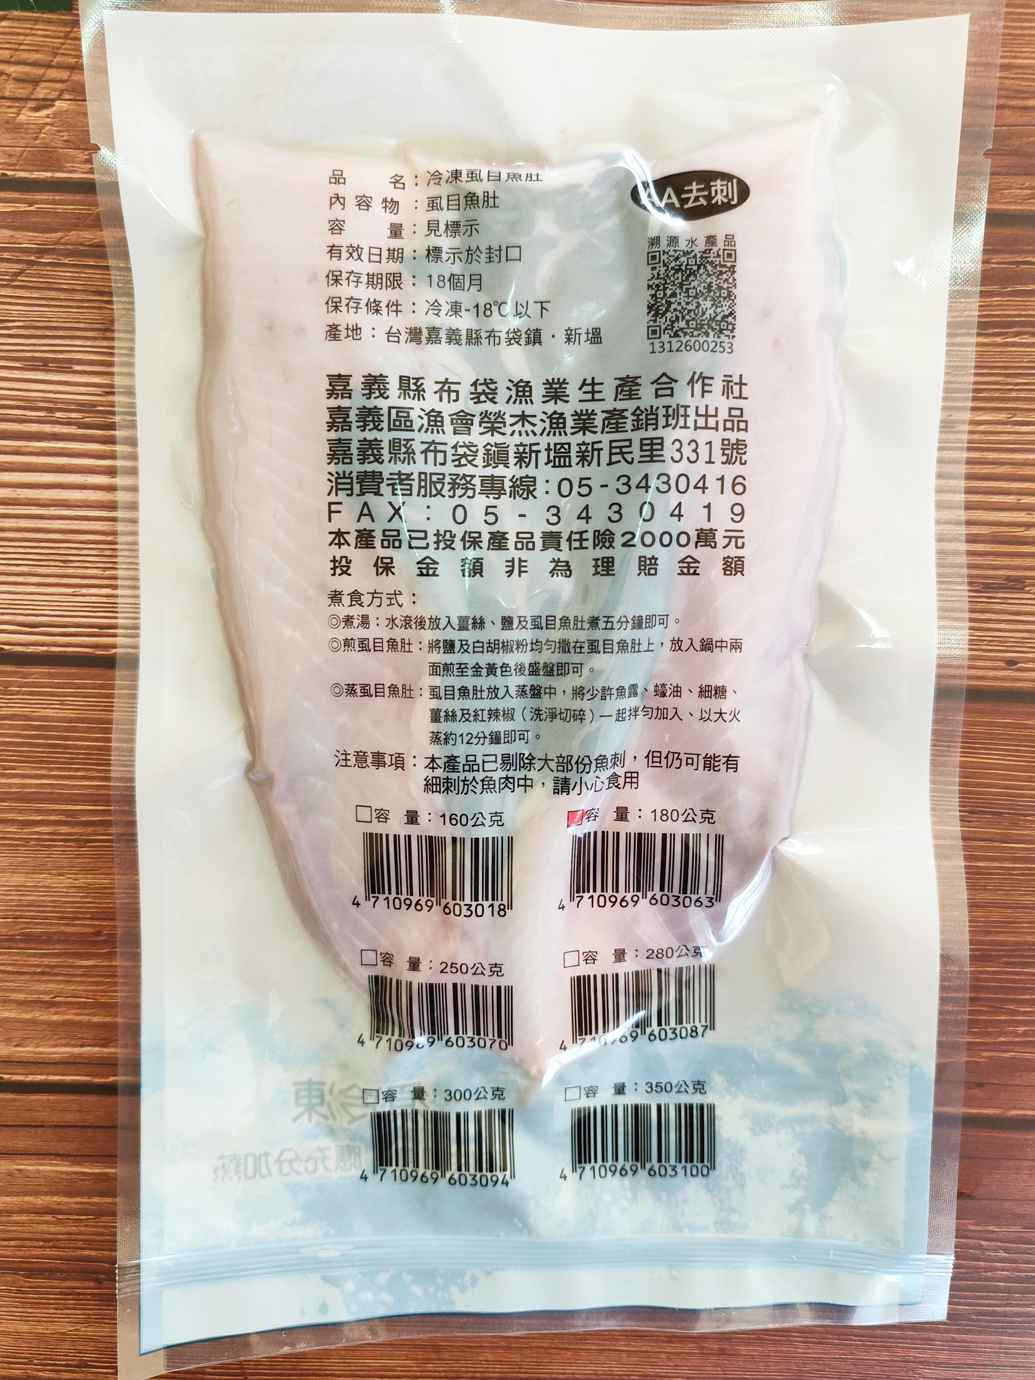 品 名：冷凍虱目魚肚
內容物：虱目魚肚
容 量：見標示
有效日期：標示於封口
保存期限：18個月
保存條件：冷凍-18℃以下
產地：台灣嘉義縣布袋鎮・新塭
AA去刺
溯源水產品
1312600253
嘉義縣布袋漁業生產合作社
嘉義區漁會榮杰漁業產銷班出品
嘉義縣布袋鎮新塭新民里331號
消費者服務專線：05-3430416
FAX：05-3430419
本產品已投保產品責任險2000萬元
投保金額非為理賠金額
煮食方式：
◎煮湯：水滾後放入薑絲、鹽及虱目魚肚煮五分鐘即可。
◎煎虱目魚肚：將鹽及白胡椒粉均勻撒在虱目魚肚上，放入鍋中兩
面煎至金黃色後盛盤即可。
◎蒸虱目魚肚：虱目魚肚放入蒸盤中，將少許魚露、蠔油、細糖、
薑絲及紅辣椒（洗淨切碎）一起拌勻加入、以大火
蒸約12分鐘即可。
注意事項：本產品已剔除大部份魚刺，但仍可能有
細刺於魚肉中，請小心食用
□容 量：160公克
□容 量：180公克
4 710969 603018
4 710969 603063
□容 量：250公克
□容 量：280公克
4 710969 603070
4 710969 603087
□容 量：300公克
□容 量：350公克
4 710969 603094
4 710969 603100
冷凍
應充分加熱